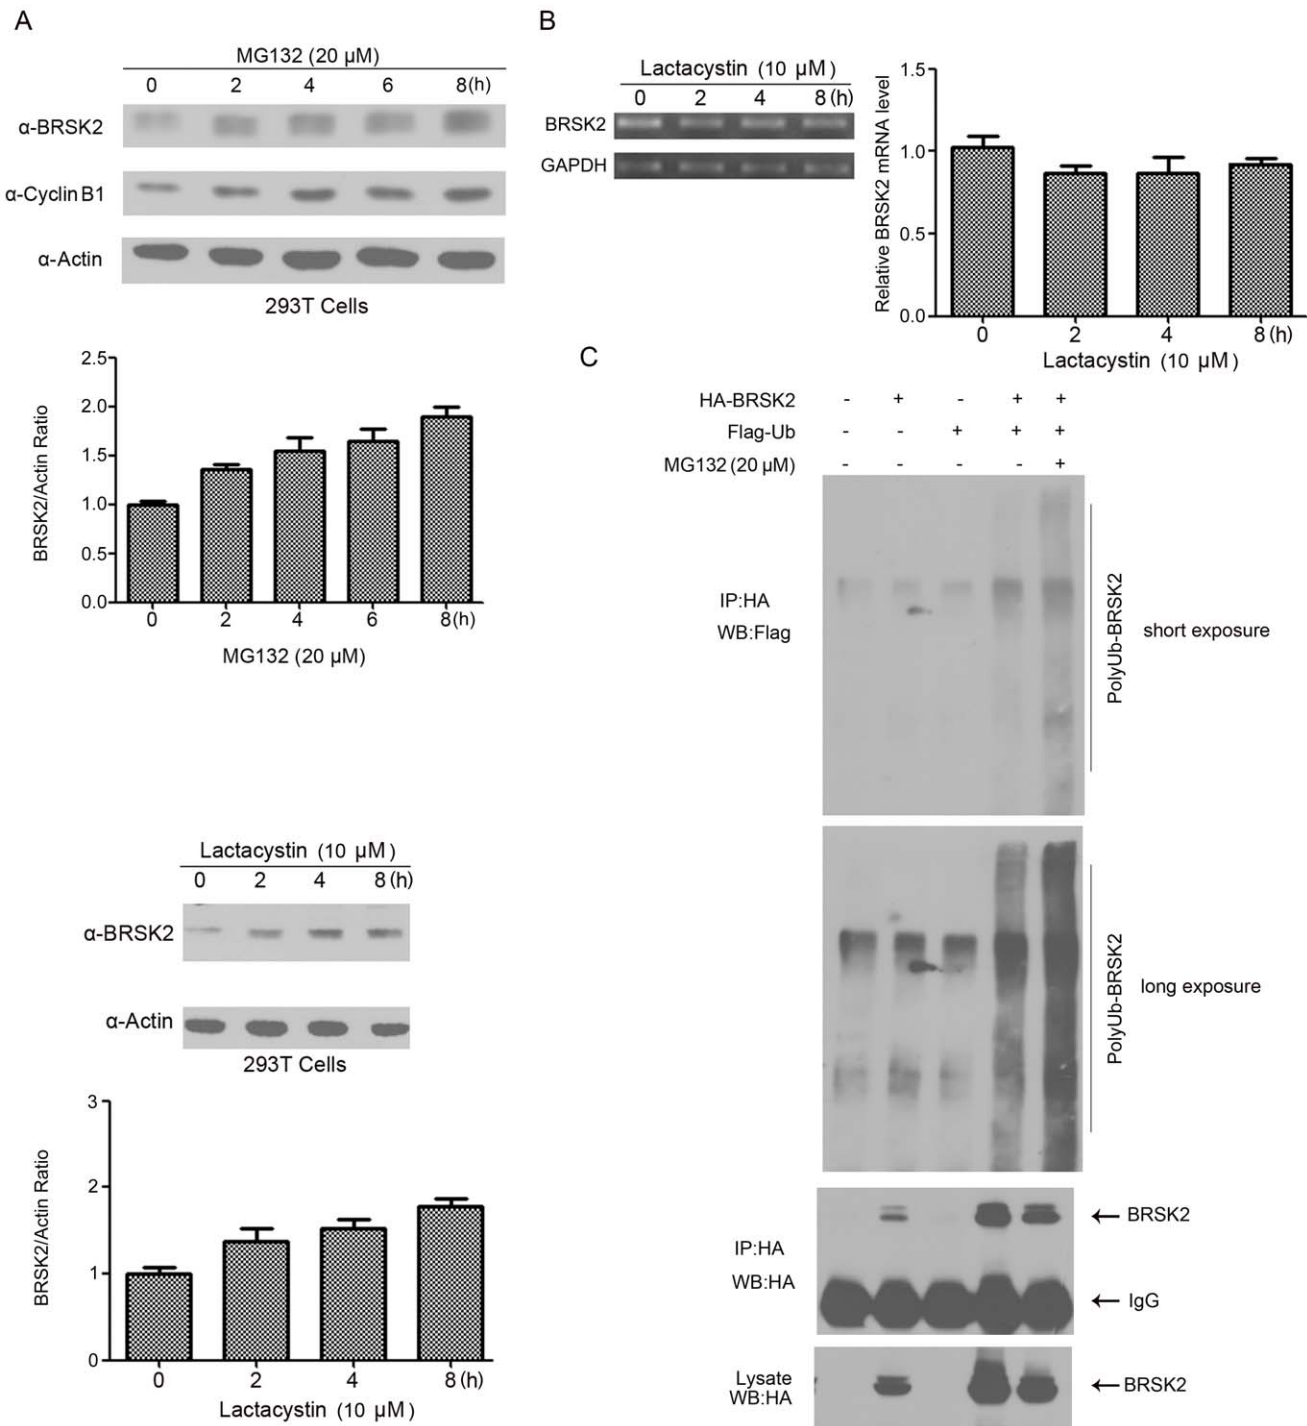 A
MG132 (20 µM)
0 2 4 6 8(h)
α-BRSK2
α-Cyclin B1
α-Actin
293T Cells
2.5
2.0
1.5
1.0
0.5
0.0
BRSK2/Actin Ratio
0 2 4 6 8(h)
MG132 (20 µM)
Lactacystin (10 µM)
0 2 4 8(h)
α-BRSK2
α-Actin
293T Cells
3
2
1
0
BRSK2/Actin Ratio
0 2 4 8(h)
Lactacystin (10 µM)
B
Lactacystin (10 µM)
0 2 4 8(h)
BRSK2
GAPDH
1.5
1.0
0.5
0.0
Relative BRSK2 mRNA level
0 2 4 8(h)
Lactacystin (10 µM)
C
HA-BRSK2 - + - + +
Flag-Ub - - + + +
MG132 (20 µM) - - - - +
IP:HA
WB:Flag
PolyUb-BRSK2
short exposure
PolyUb-BRSK2
long exposure
IP:HA
WB:HA
BRSK2
IgG
Lysate
WB:HA
BRSK2